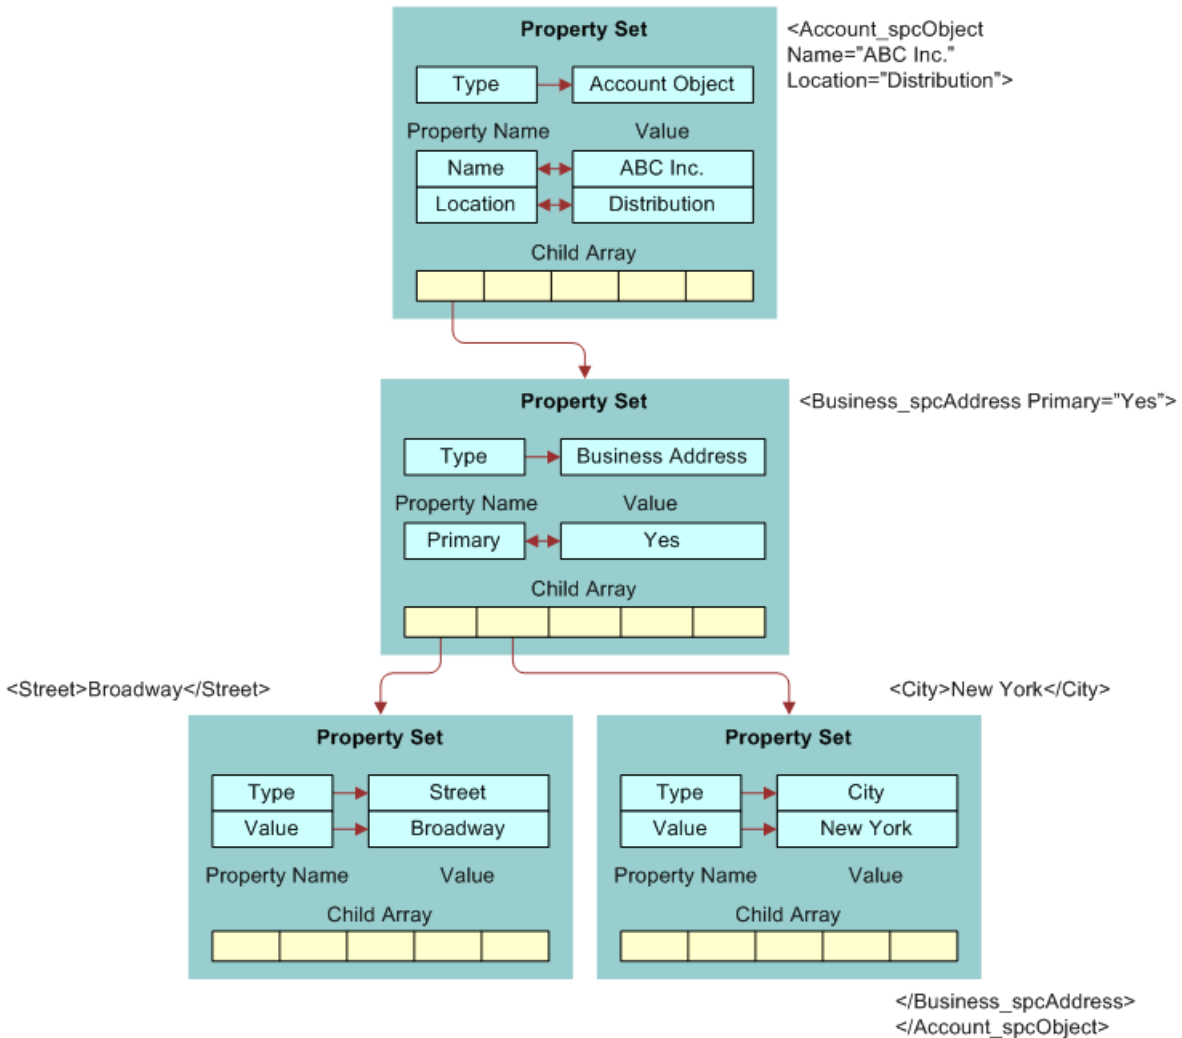 Property Set
<Account_spcObject
Name="ABC Inc."
Location="Distribution">
Type
Account Object
Property Name
Value
Name
ABC Inc.
Location
Distribution
Child Array
Property Set
<Business_spcAddress Primary="Yes">
Type
Business Address
Property Name
Value
Primary
Yes
Child Array
<Street>Broadway</Street>
<City>New York</City>
Property Set
Type
Street
Value
Broadway
Property Name
Value
Child Array
Property Set
Type
City
Value
New York
Property Name
Value
Child Array
</Business_spcAddress>
</Account_spcObject>